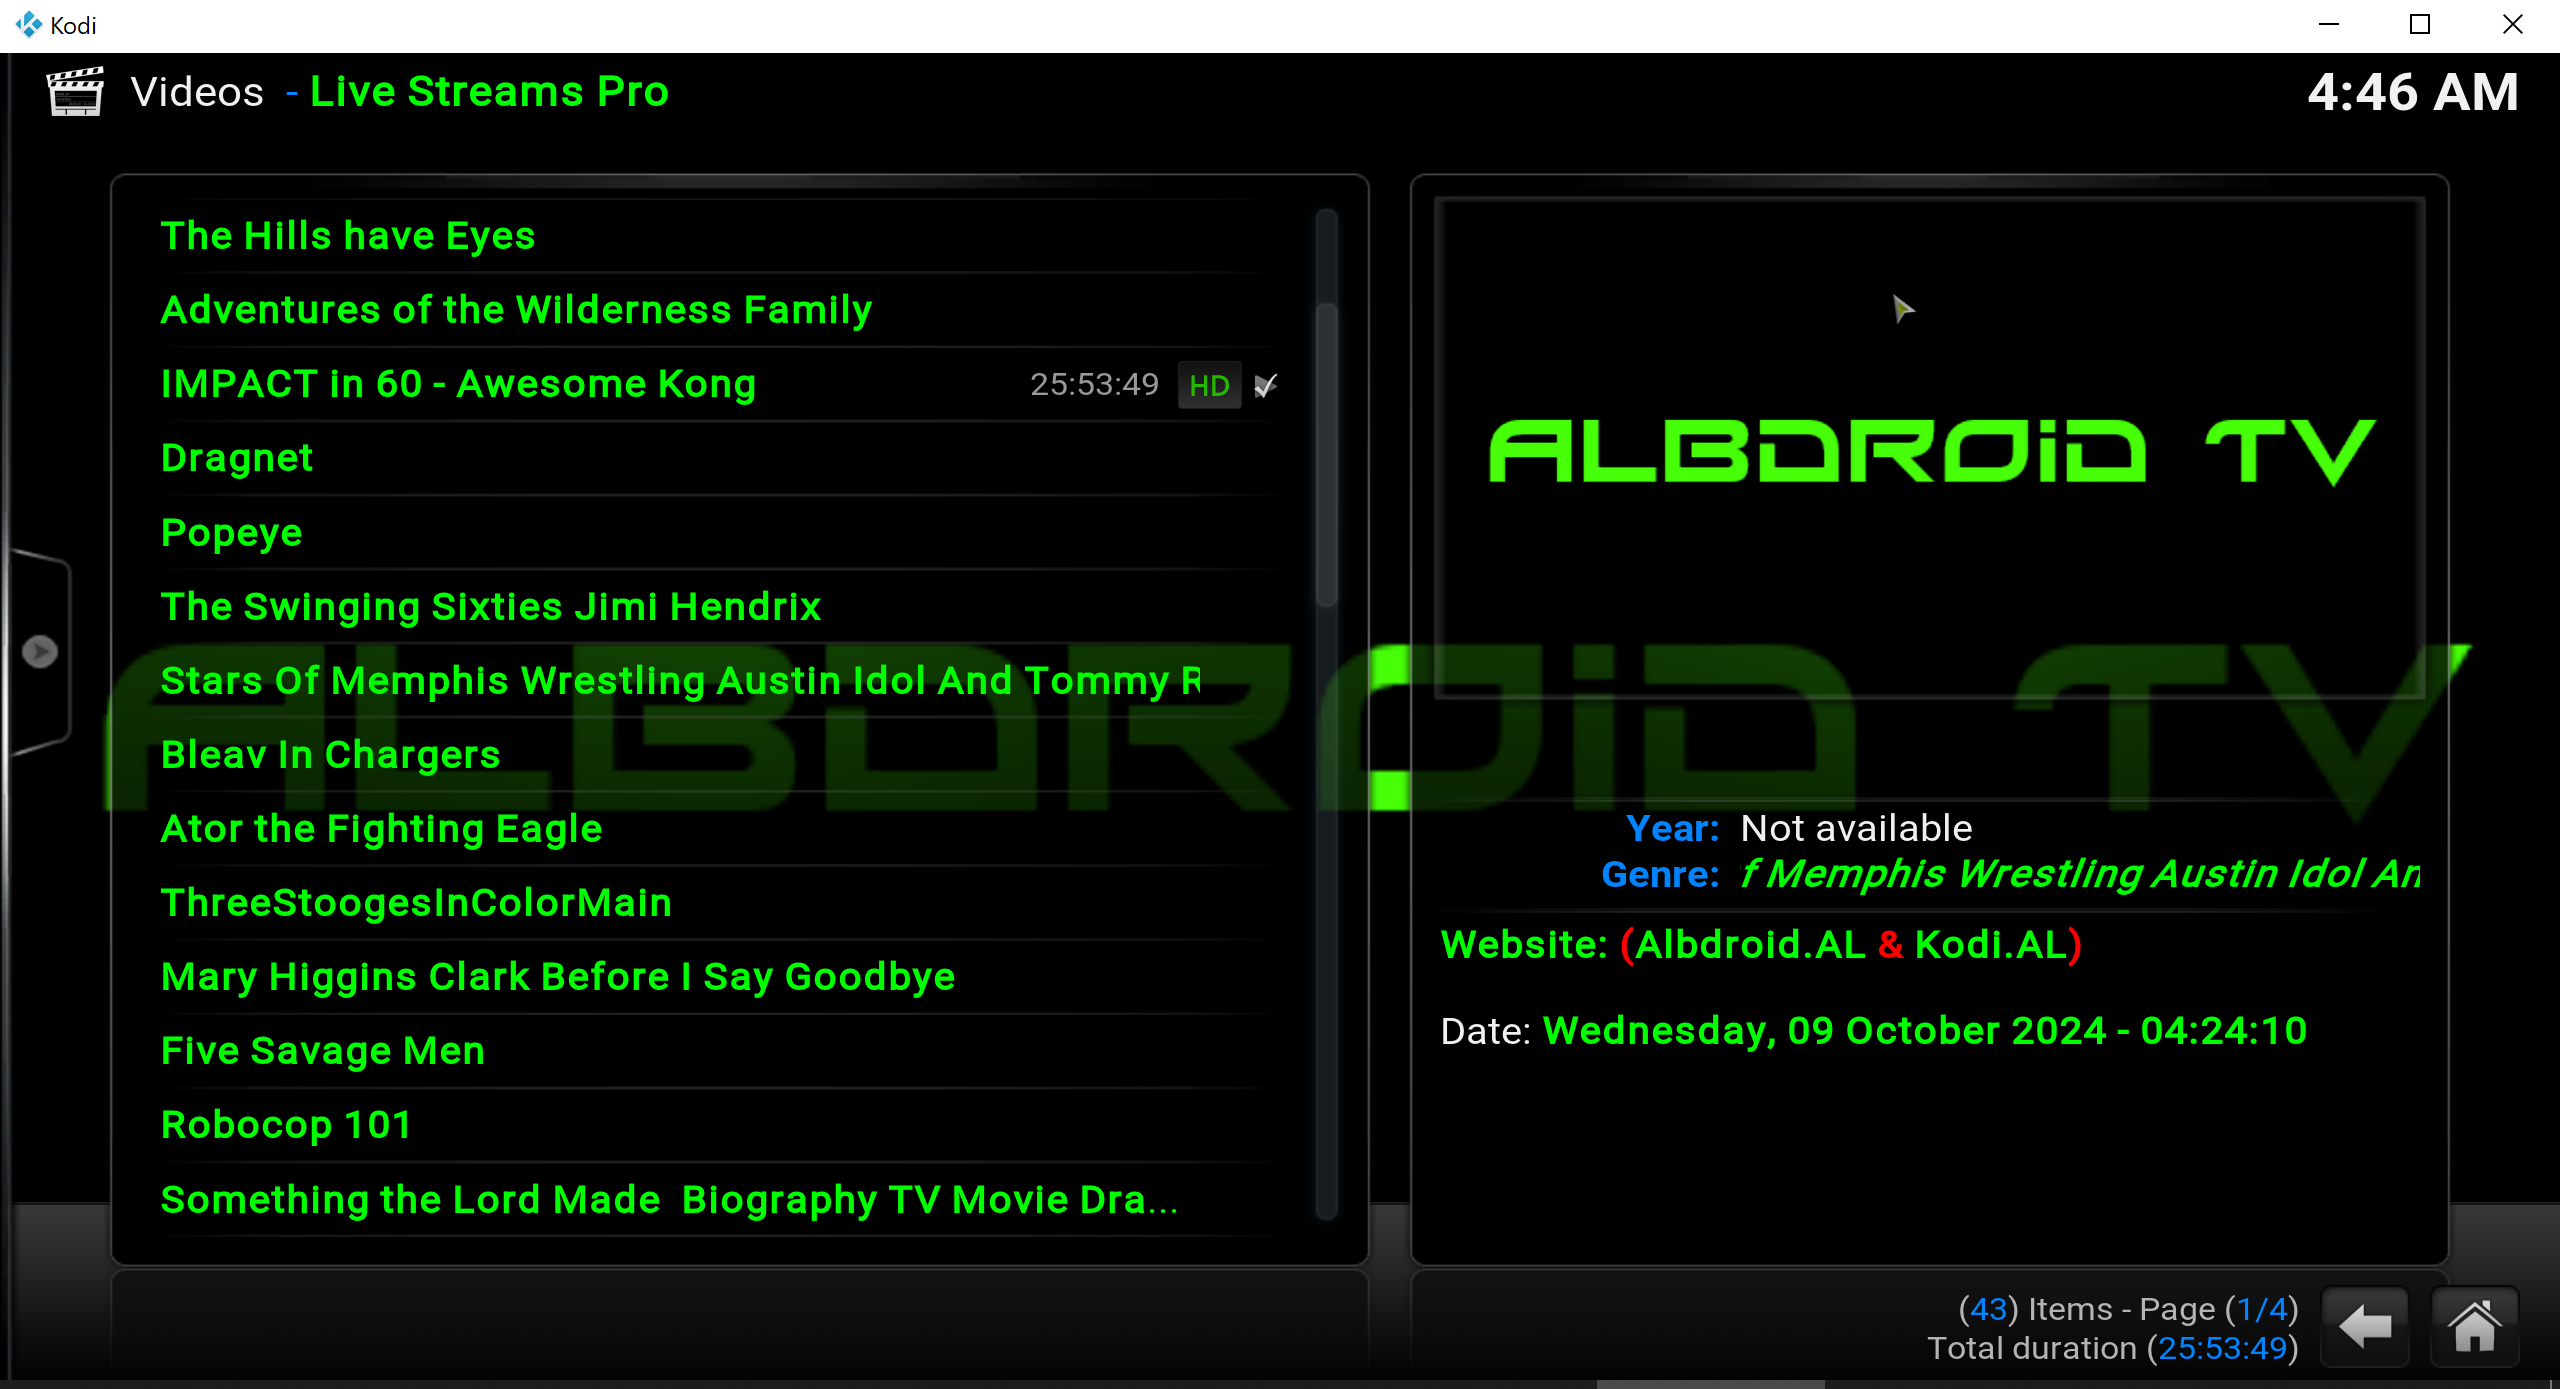 Kodi
Videos - Live Streams Pro
4:46 AM
The Hills have Eyes
Adventures of the Wilderness Family
IMPACT in 60 - Awesome Kong 25:53:49 HD
Dragnet
Popeye
The Swinging Sixties Jimi Hendrix
Stars Of Memphis Wrestling Austin Idol And Tommy R
Bleav In Chargers
Ator the Fighting Eagle
ThreeStoogesInColorMain
Mary Higgins Clark Before I Say Goodbye
Five Savage Men
Robocop 101
Something the Lord Made  Biography TV Movie Dra...
ALBDROiD TV
ALBDROiD TV
Year: Not available
Genre: f Memphis Wrestling Austin Idol An
Website: (Albdroid.AL & Kodi.AL)
Date: Wednesday, 09 October 2024 - 04:24:10
(43) Items - Page (1/4)
Total duration (25:53:49)